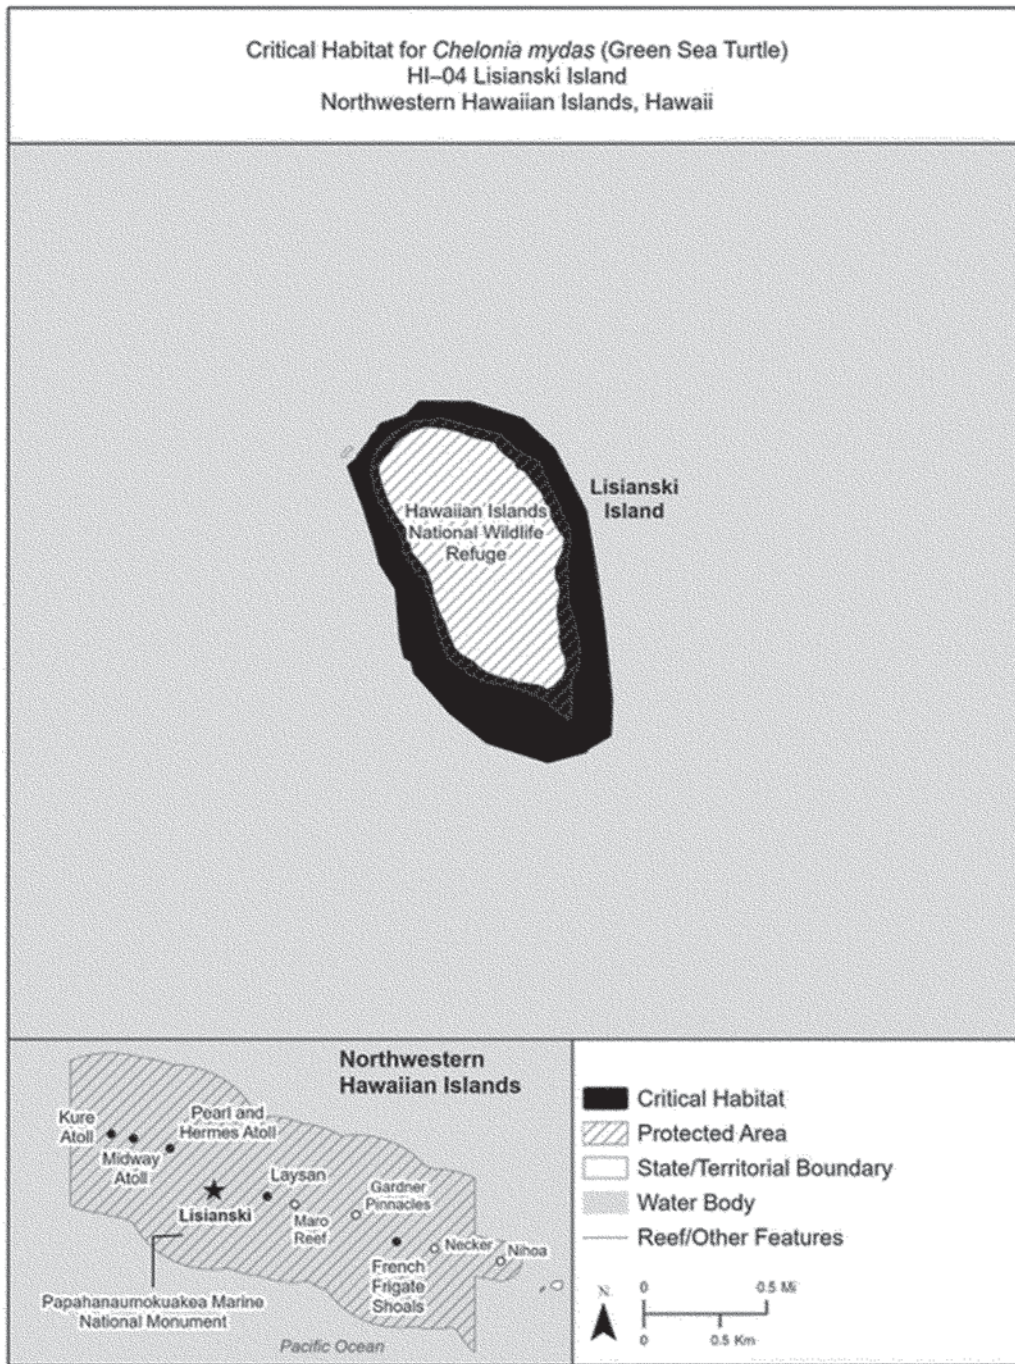 Critical Habitat for Chelonia mydas (Green Sea Turtle)
HI–04 Lisianski Island
Northwestern Hawaiian Islands, Hawaii
Lisianski
Island
Hawaiian Islands
National Wildlife
Refuge
Northwestern
Hawaiian Islands
Kure
Atoll
Midway
Atoll
Pearl and
Hermes Atoll
Lisianski
Laysan
Maro
Reef
Gardner
Pinnacles
French
Frigate
Shoals
Necker
Nihoa
Papahanaumokuakea Marine
National Monument
Pacific Ocean
Critical Habitat
Protected Area
State/Territorial Boundary
Water Body
Reef/Other Features
N
0 0.5 Mi
0 0.5 Km